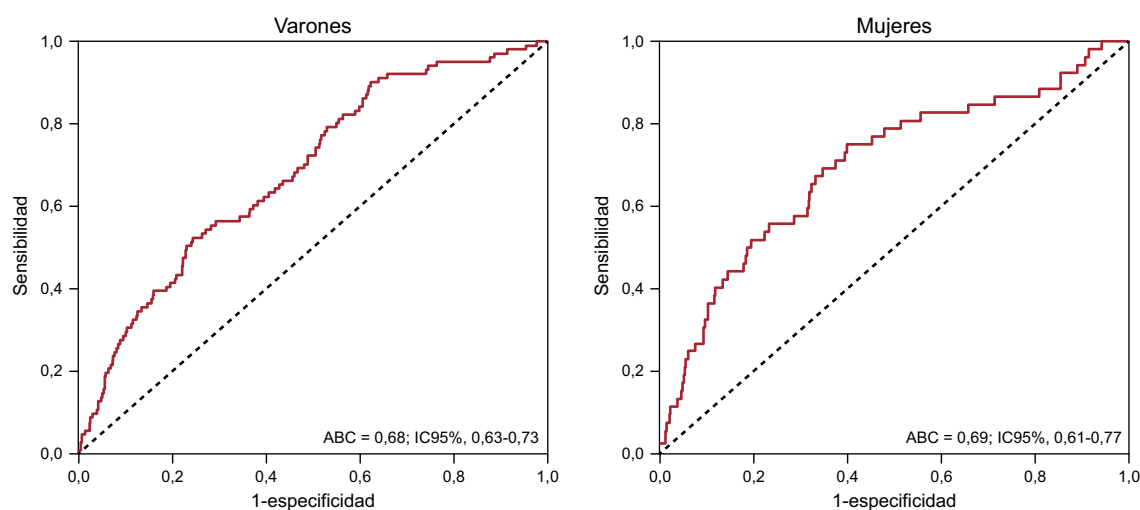 Varones
1,0
0,8
0,6
0,4
0,2
0,0
Sensibilidad
ABC = 0,68; IC95%, 0,63-0,73
0,0 0,2 0,4 0,6 0,8 1,0
1-especificidad
Mujeres
1,0
0,8
0,6
0,4
0,2
0,0
Sensibilidad
ABC = 0,69; IC95%, 0,61-0,77
0,0 0,2 0,4 0,6 0,8 1,0
1-especificidad